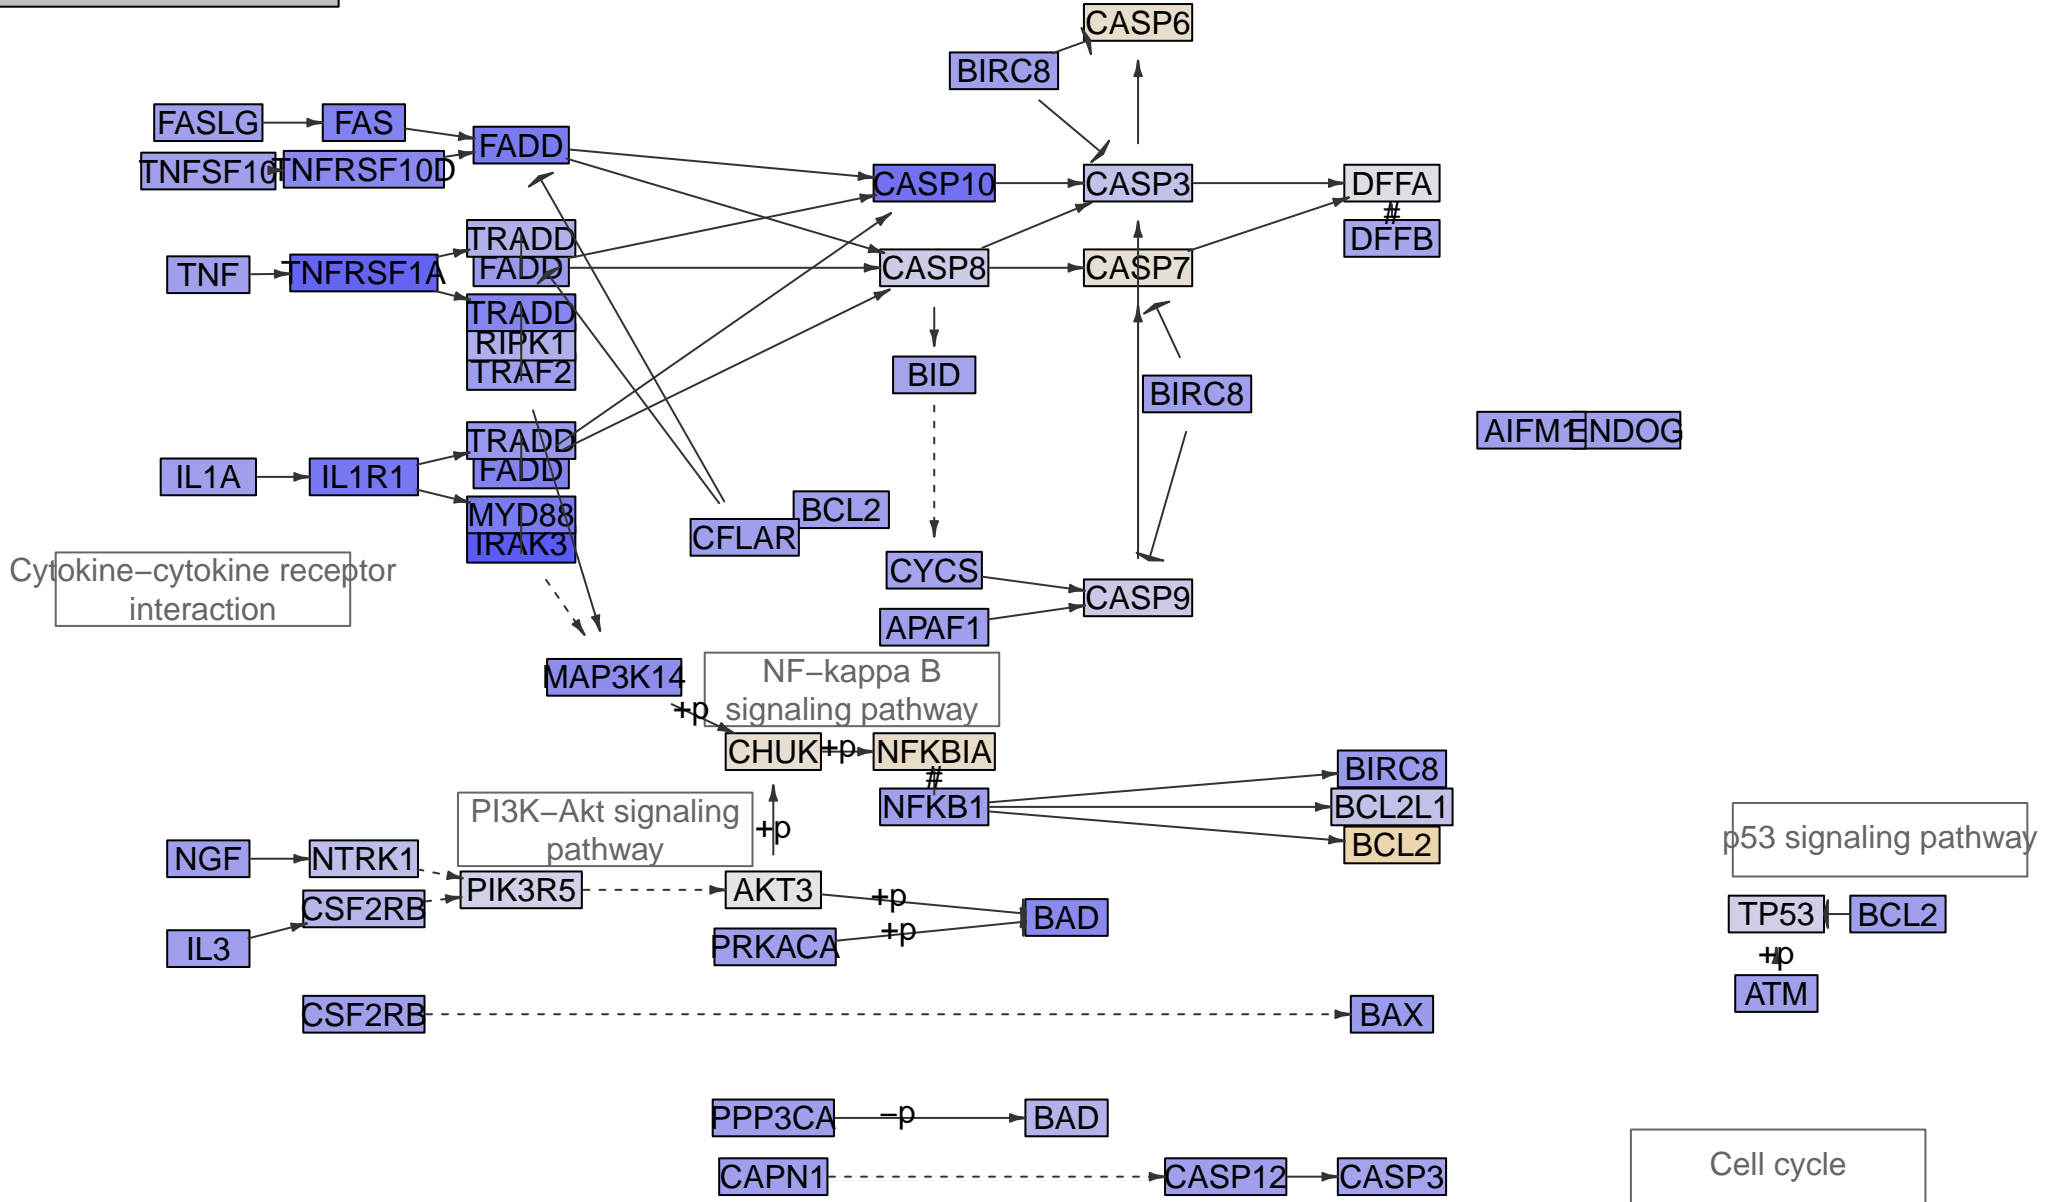 CASP6
BIRC8
FASLG
FAS
FADD
TNFSF10
TNFRSF10D
CASP10
CASP3
DFFA
#
DFFB
TRADD
FADD
TNF
TNFRSF1A
CASP8
CASP7
TRADD
RIPK1
TRAF2
BID
BIRC8
AIFM1
ENDOG
TRADD
FADD
IL1A
IL1R1
MYD88
IRAK3
BCL2
CFLAR
Cytokine−cytokine receptor
interaction
CYCS
CASP9
APAF1
MAP3K14
NF−kappa B
signaling pathway
+p
CHUK
+p
NFKBIA
#
NFKB1
BIRC8
BCL2L1
BCL2
PI3K−Akt signaling
pathway
+p
p53 signaling pathway
NGF
NTRK1
PIK3R5
AKT3
+p
BAD
CSF2RB
IL3
PRKACA
+p
TP53
BCL2
+p
ATM
CSF2RB
BAX
PPP3CA
−p
BAD
CAPN1
CASP12
CASP3
Cell cycle